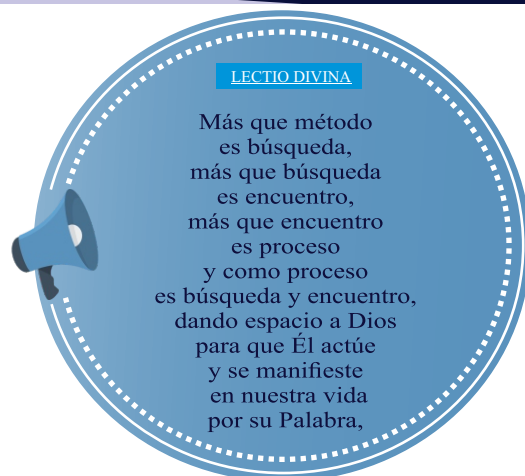 LECTIO DIVINA
Más que método
es búsqueda,
más que búsqueda
es encuentro,
más que encuentro
es proceso
y como proceso
es búsqueda y encuentro,
dando espacio a Dios
para que Él actúe
y se manifieste
en nuestra vida
por su Palabra,